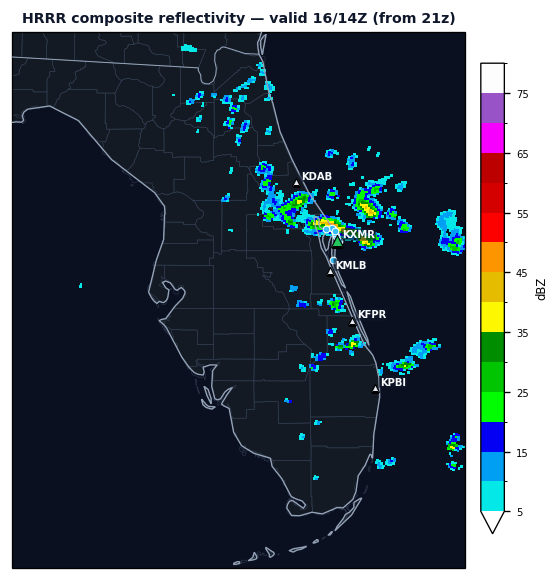 HRRR composite reflectivity — valid 16/14Z (from 21z)
KDAB
KXMR
KMLB
KFPR
KPBI
75
65
55
45
35
25
15
5
dBZ